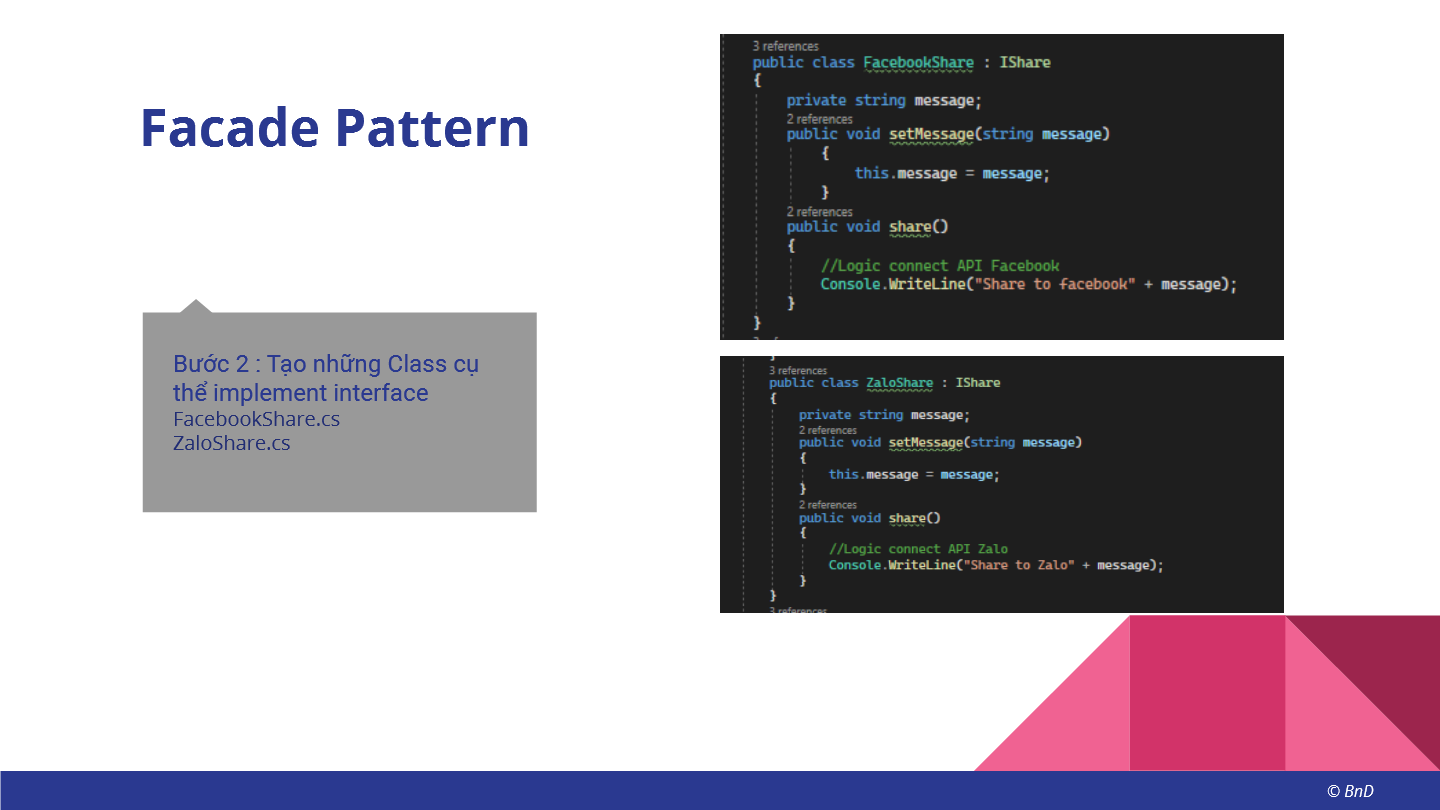 Facade Pattern
Bước 2 : Tạo những Class cụ
thể implement interface
FacebookShare.cs
ZaloShare.cs
3 references
public class FacebookShare : IShare
{
private string message;
2 references
public void setMessage(string message)
{
this.message = message;
}
2 references
public void share()
{
//Logic connect API Facebook
Console.WriteLine("Share to facebook" + message);
}
}
}
3 references
public class ZaloShare : IShare
{
private string message;
2 references
public void setMessage(string message)
{
this.message = message;
}
2 references
public void share()
{
//Logic connect API Zalo
Console.WriteLine("Share to Zalo" + message);
}
}
3 references
© BnD